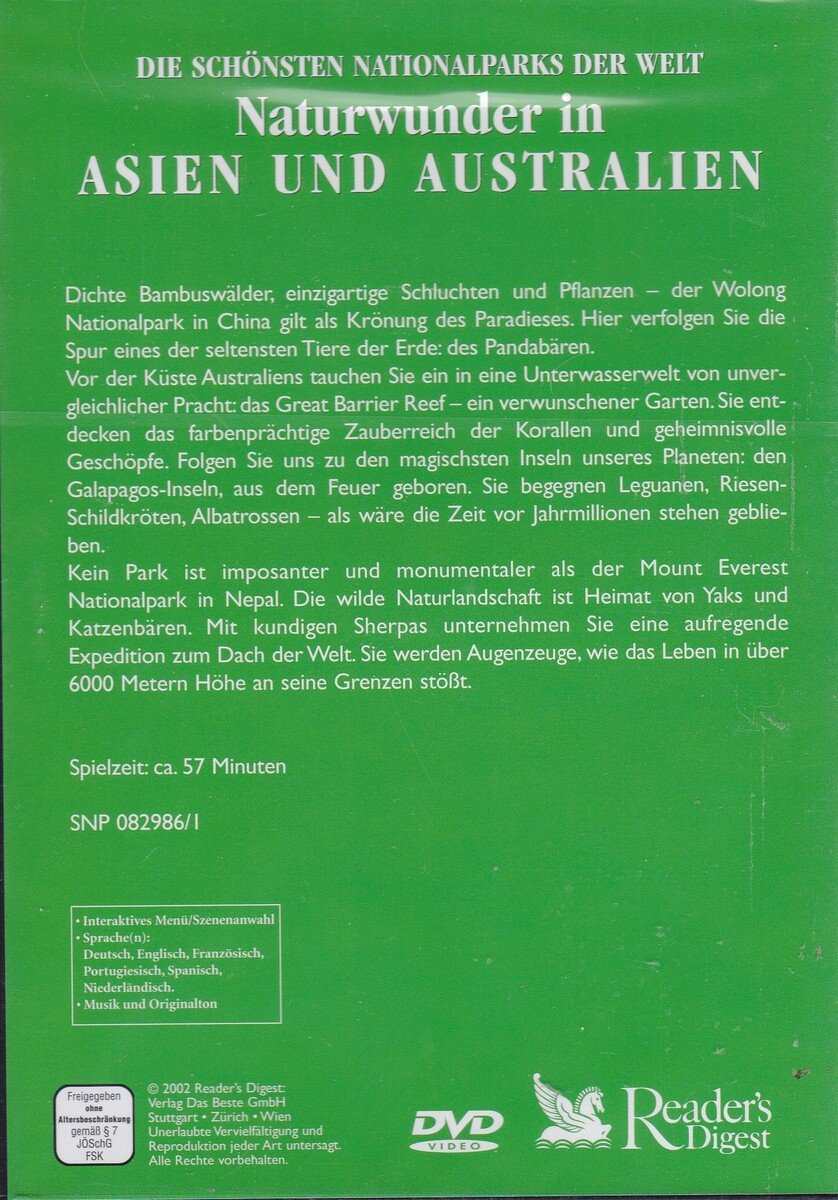 DIE SCHÖNSTEN NATIONALPARKS DER WELT
Naturwunder in
ASIEN UND AUSTRALIEN
Dichte Bambuswälder, einzigartige Schluchten und Pflanzen – der Wolong
Nationalpark in China gilt als Krönung des Paradieses. Hier verfolgen Sie die
Spur eines der seltensten Tiere der Erde: des Pandabären.
Vor der Küste Australiens tauchen Sie ein in eine Unterwasserwelt von unver-
gleichlicher Pracht: das Great Barrier Reef – ein verwunschener Garten. Sie ent-
decken das farbenprächtige Zauberreich der Korallen und geheimnisvolle
Geschöpfe. Folgen Sie uns zu den magischsten Inseln unseres Planeten: den
Galapagos-Inseln, aus dem Feuer geboren. Sie begegnen Leguanen, Riesen-
Schildkröten, Albatrossen – als wäre die Zeit vor Jahrmillionen stehen geblie-
ben.
Kein Park ist imposanter und monumentaler als der Mount Everest
Nationalpark in Nepal. Die wilde Naturlandschaft ist Heimat von Yaks und
Katzenbären. Mit kundigen Sherpas unternehmen Sie eine aufregende
Expedition zum Dach der Welt. Sie werden Augenzeuge, wie das Leben in über
6000 Metern Höhe an seine Grenzen stößt.
Spielzeit: ca. 57 Minuten
SNP 082986/1
• Interaktives Menü/Szenenanwahl
• Sprache(n):
Deutsch, Englisch, Französisch,
Portugiesisch, Spanisch,
Niederländisch.
• Musik und Originalton
Freigegeben
ohne
Altersbeschränkung
gemäß § 7
JÖSchG
FSK
© 2002 Reader's Digest:
Verlag Das Beste GmbH
Stuttgart • Zürich • Wien
Unerlaubte Vervielfältigung und
Reproduktion jeder Art untersagt.
Alle Rechte vorbehalten.
DVD
VIDEO
Reader's
Digest